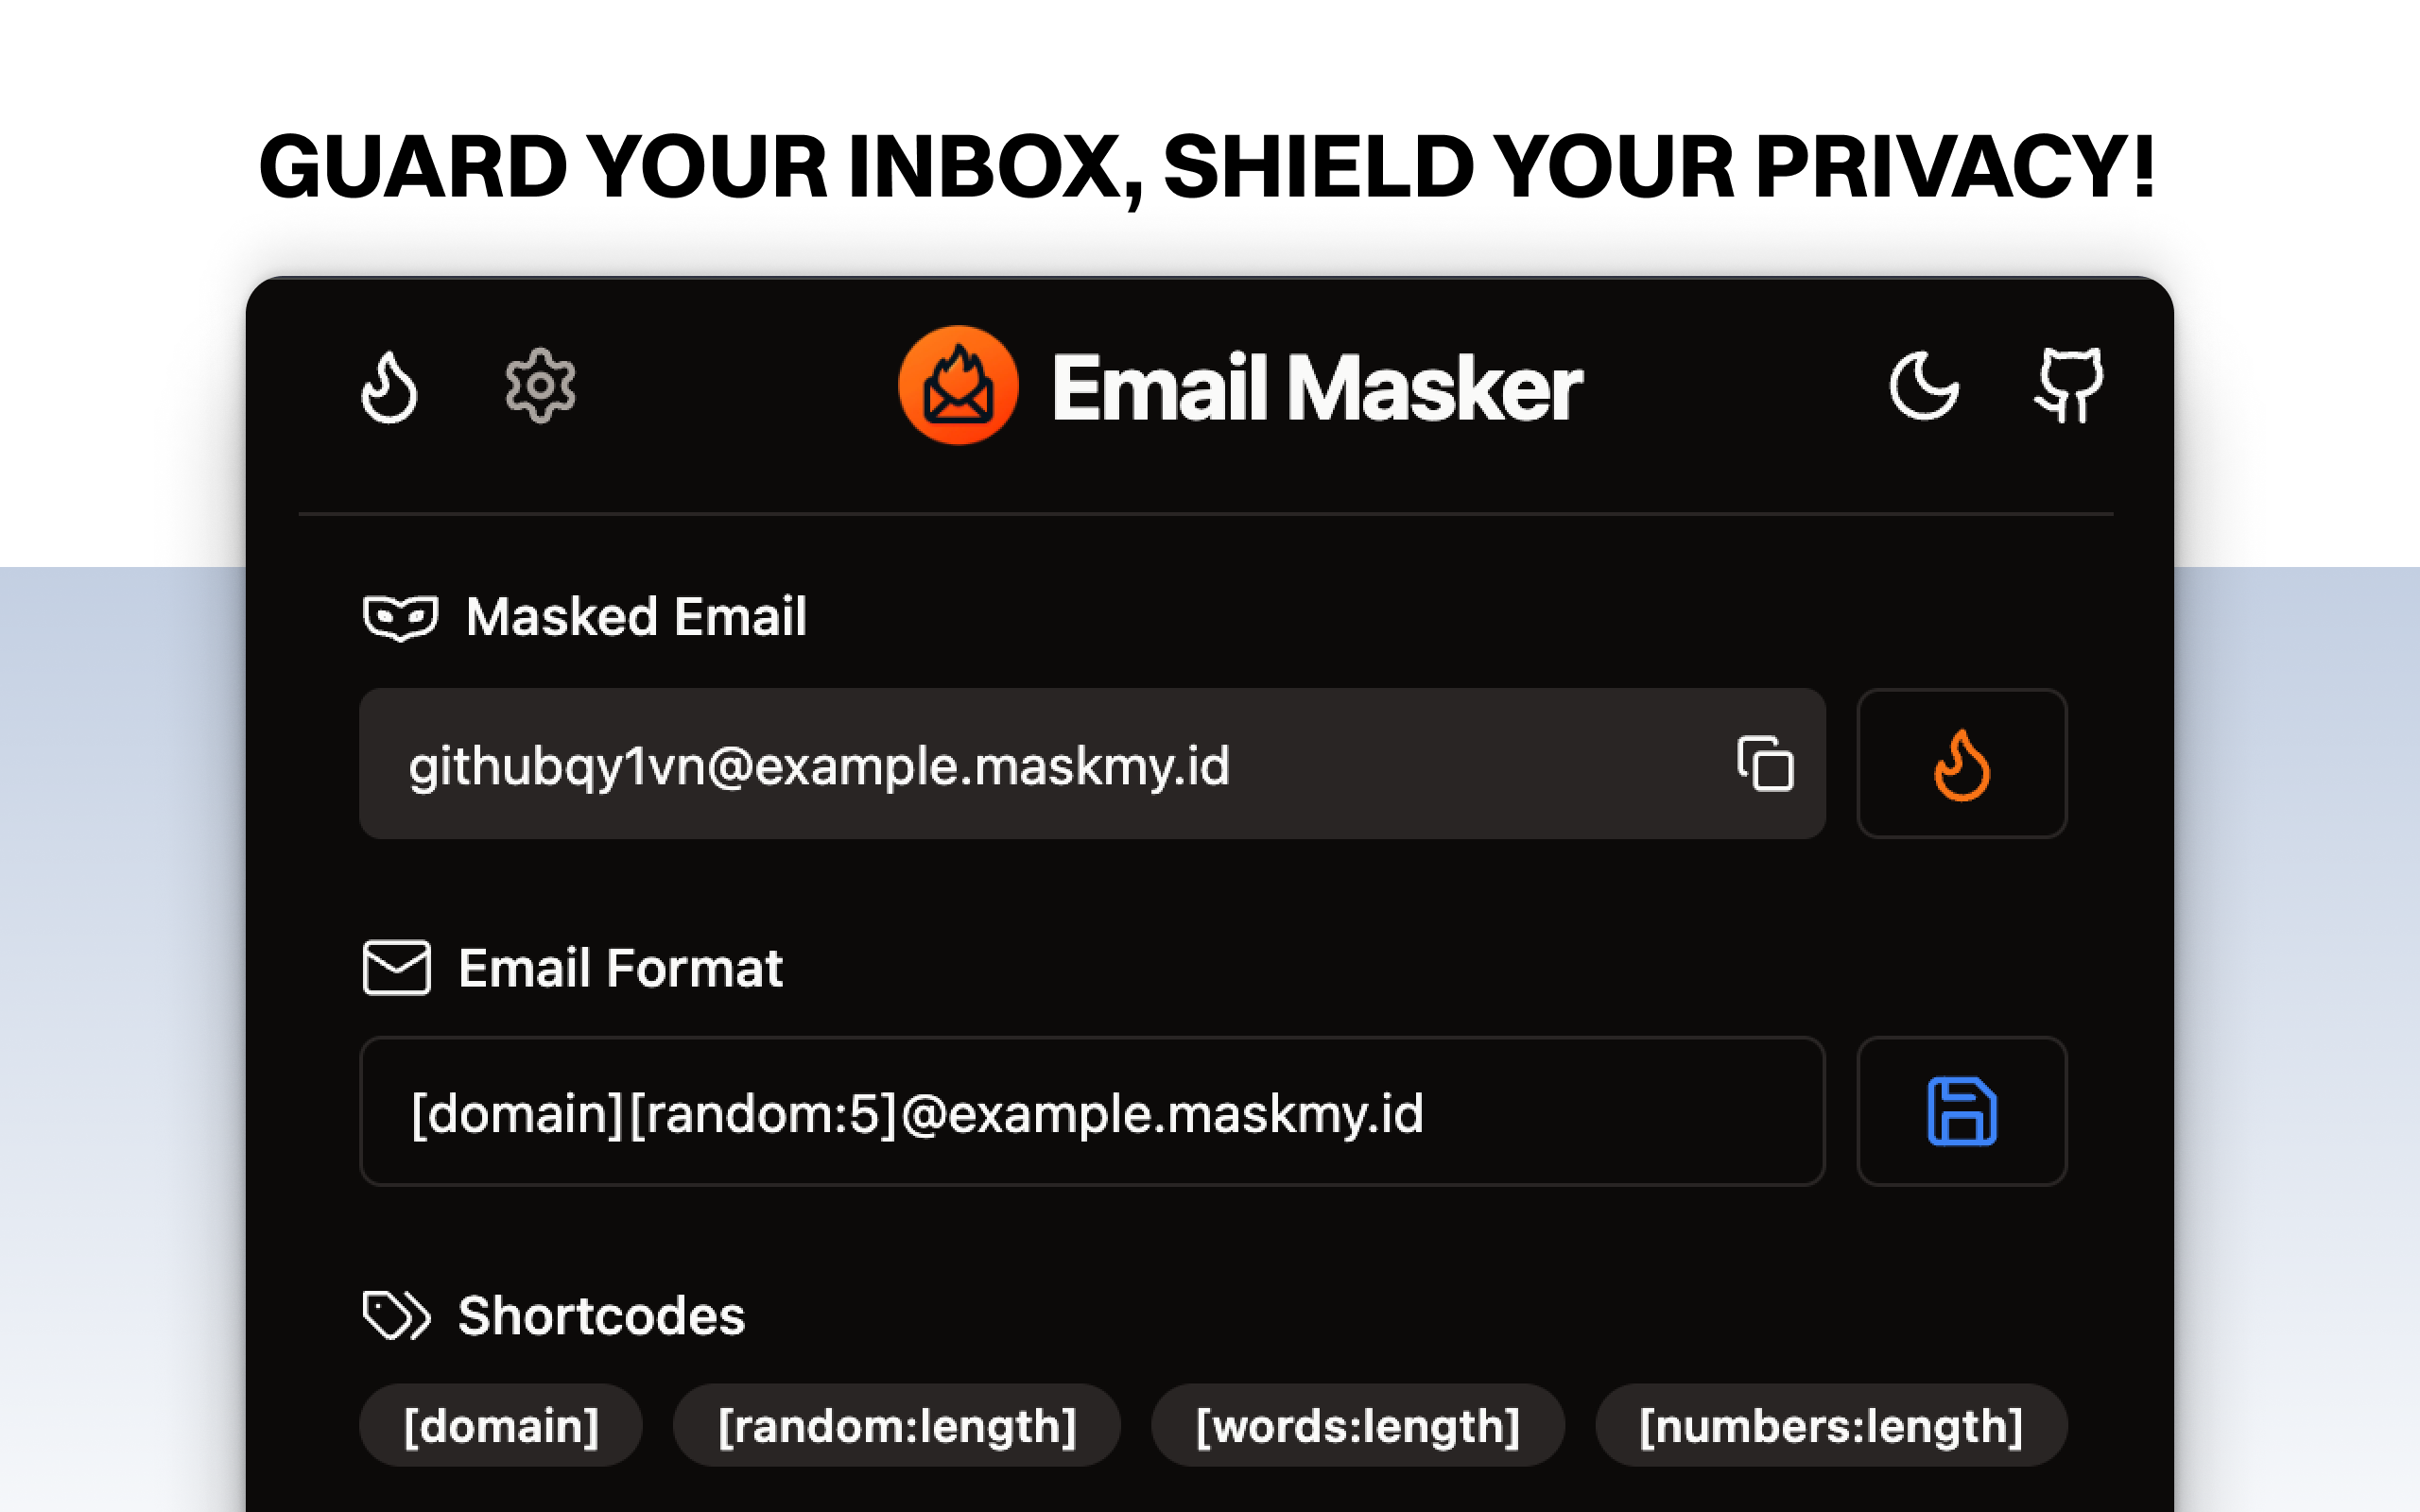 GUARD YOUR INBOX, SHIELD YOUR PRIVACY!
Email Masker
Masked Email
githubqy1vn@example.maskmy.id
Email Format
[domain][random:5]@example.maskmy.id
Shortcodes
[domain] [random:length] [words:length] [numbers:length]